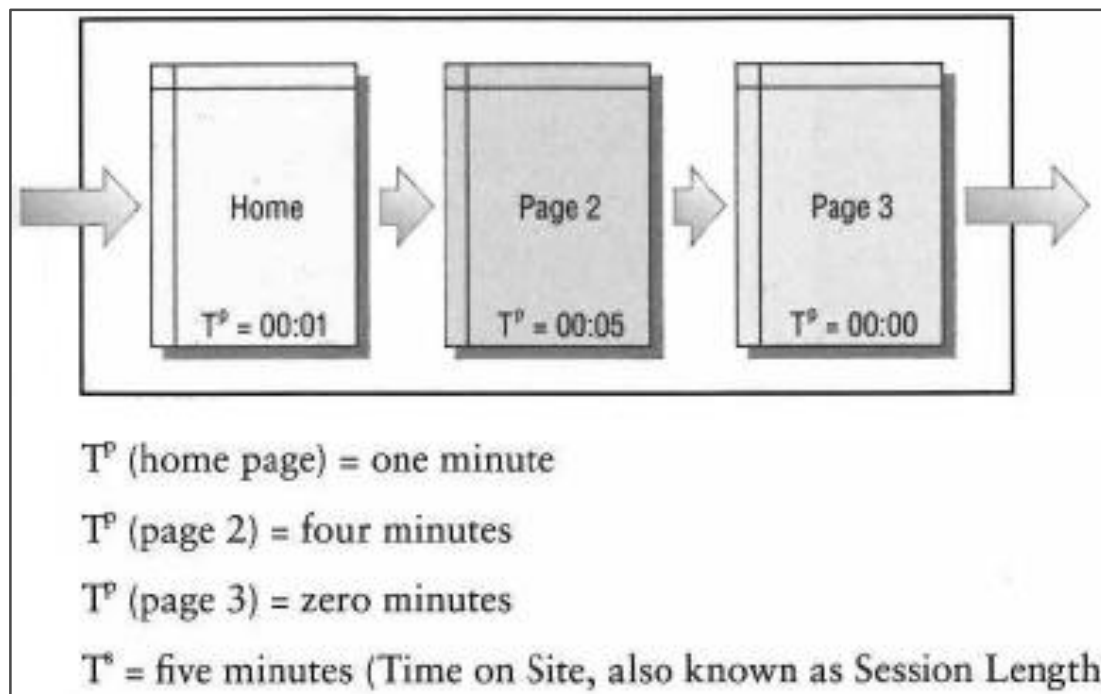 Home
Page 2
Page 3
Tᵖ = 00:01
Tᵖ = 00:05
Tᵖ = 00:00
Tᵖ (home page) = one minute
Tᵖ (page 2) = four minutes
Tᵖ (page 3) = zero minutes
Tˢ = five minutes (Time on Site, also known as Session Length